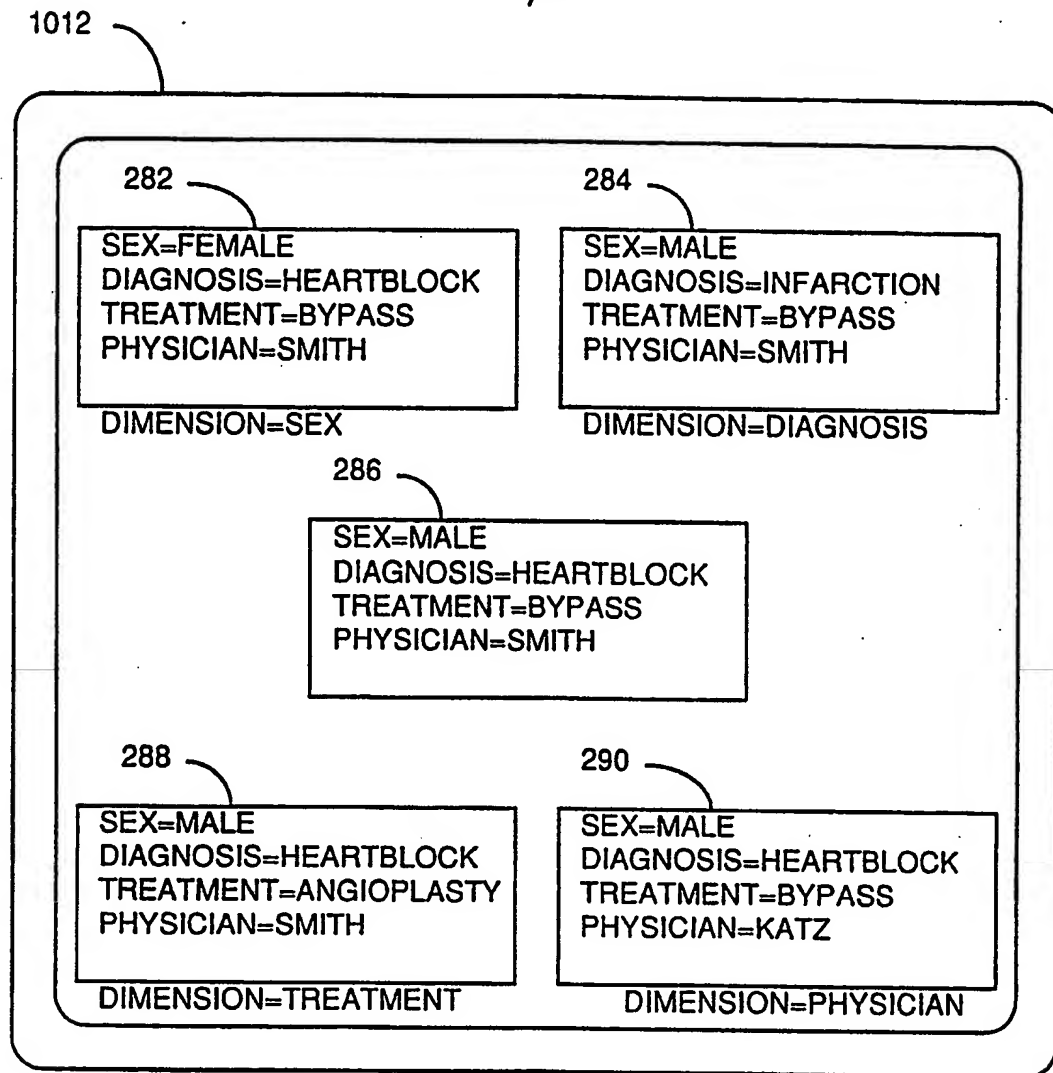 1012
282
SEX=FEMALE
DIAGNOSIS=HEARTBLOCK
TREATMENT=BYPASS
PHYSICIAN=SMITH
DIMENSION=SEX
284
SEX=MALE
DIAGNOSIS=INFARCTION
TREATMENT=BYPASS
PHYSICIAN=SMITH
DIMENSION=DIAGNOSIS
286
SEX=MALE
DIAGNOSIS=HEARTBLOCK
TREATMENT=BYPASS
PHYSICIAN=SMITH
288
SEX=MALE
DIAGNOSIS=HEARTBLOCK
TREATMENT=ANGIOPLASTY
PHYSICIAN=SMITH
DIMENSION=TREATMENT
290
SEX=MALE
DIAGNOSIS=HEARTBLOCK
TREATMENT=BYPASS
PHYSICIAN=KATZ
DIMENSION=PHYSICIAN